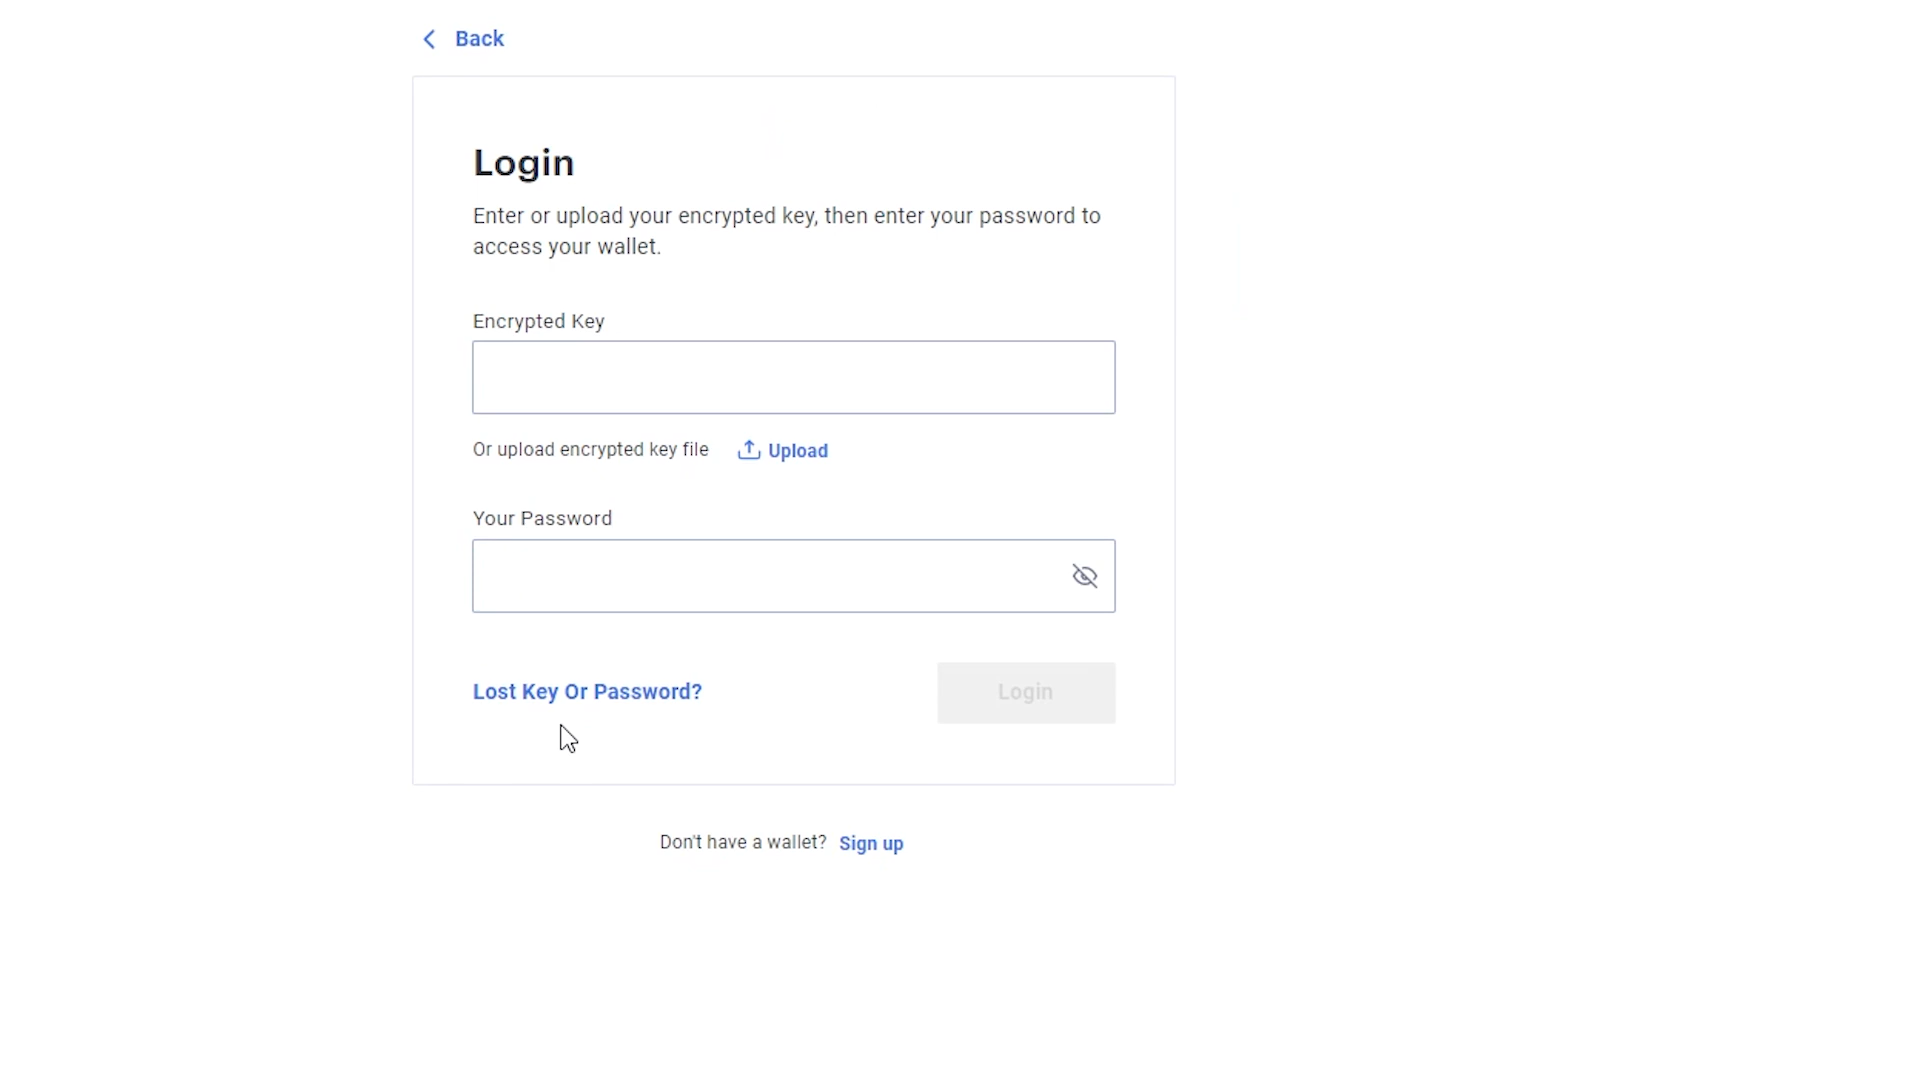 Back
Login
Enter or upload your encrypted key, then enter your password to
access your wallet.
Encrypted Key
Or upload encrypted key file Upload
Your Password
Lost Key Or Password? Login
Don't have a wallet? Sign up